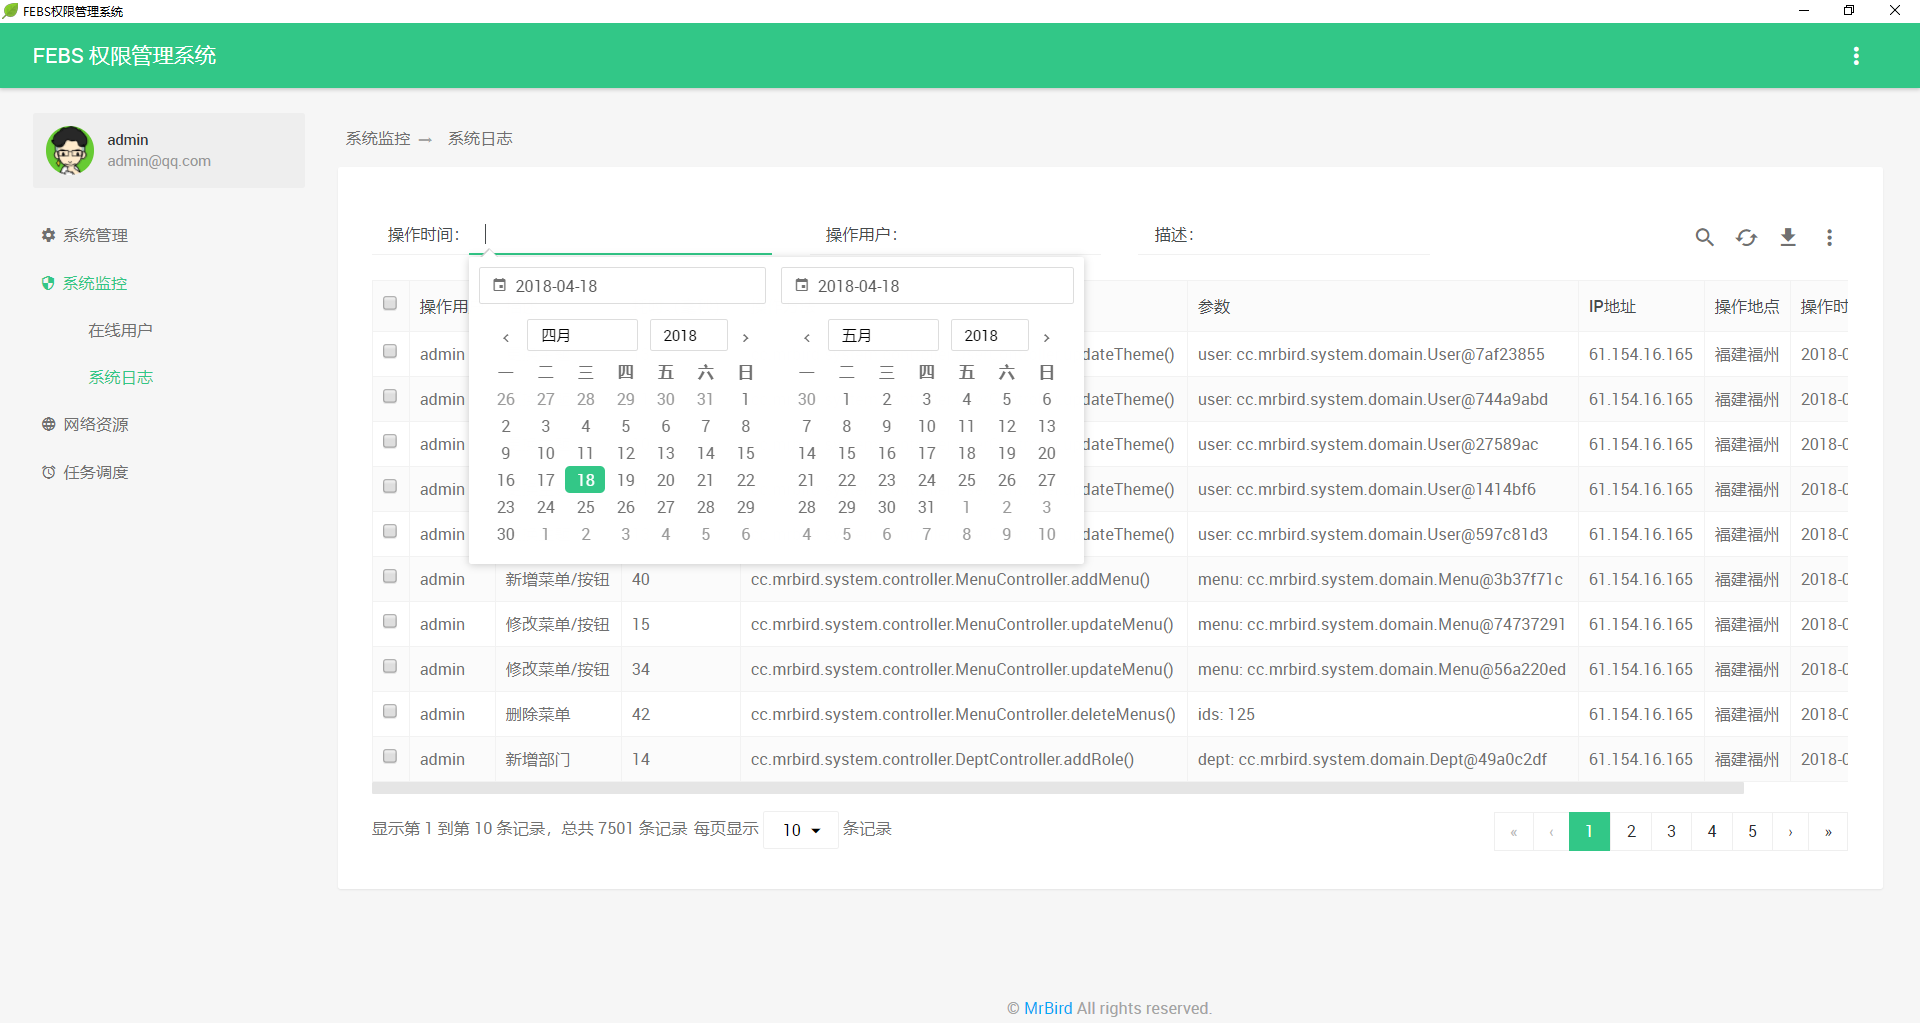 FEBS权限管理系统
FEBS 权限管理系统
admin
admin@qq.com
系统管理
系统监控
在线用户
系统日志
网络资源
任务调度
系统监控 → 系统日志
操作时间：
操作用户：
描述：
2018-04-18 2018-04-18
‹ 四月 2018 › ‹ 五月 2018 ›
一 二 三 四 五 六 日 一 二 三 四 五 六 日
26 27 28 29 30 31 1 30 1 2 3 4 5 6
2 3 4 5 6 7 8 7 8 9 10 11 12 13
9 10 11 12 13 14 15 14 15 16 17 18 19 20
16 17 18 19 20 21 22 21 22 23 24 25 26 27
23 24 25 26 27 28 29 28 29 30 31 1 2 3
30 1 2 3 4 5 6 4 5 6 7 8 9 10
操作用 参数 IP地址 操作地点 操作时
admin dateTheme() user: cc.mrbird.system.domain.User@7af23855 61.154.16.165 福建福州 2018-0
admin dateTheme() user: cc.mrbird.system.domain.User@744a9abd 61.154.16.165 福建福州 2018-0
admin dateTheme() user: cc.mrbird.system.domain.User@27589ac 61.154.16.165 福建福州 2018-0
admin dateTheme() user: cc.mrbird.system.domain.User@1414bf6 61.154.16.165 福建福州 2018-0
admin dateTheme() user: cc.mrbird.system.domain.User@597c81d3 61.154.16.165 福建福州 2018-0
admin 新增菜单/按钮 40 cc.mrbird.system.controller.MenuController.addMenu() menu: cc.mrbird.system.domain.Menu@3b37f71c 61.154.16.165 福建福州 2018-0
admin 修改菜单/按钮 15 cc.mrbird.system.controller.MenuController.updateMenu() menu: cc.mrbird.system.domain.Menu@74737291 61.154.16.165 福建福州 2018-0
admin 修改菜单/按钮 34 cc.mrbird.system.controller.MenuController.updateMenu() menu: cc.mrbird.system.domain.Menu@56a220ed 61.154.16.165 福建福州 2018-0
admin 删除菜单 42 cc.mrbird.system.controller.MenuController.deleteMenus() ids: 125 61.154.16.165 福建福州 2018-0
admin 新增部门 14 cc.mrbird.system.controller.DeptController.addRole() dept: cc.mrbird.system.domain.Dept@49a0c2df 61.154.16.165 福建福州 2018-0
显示第 1 到第 10 条记录，总共 7501 条记录 每页显示 10 条记录
« ‹ 1 2 3 4 5 › »
© MrBird All rights reserved.